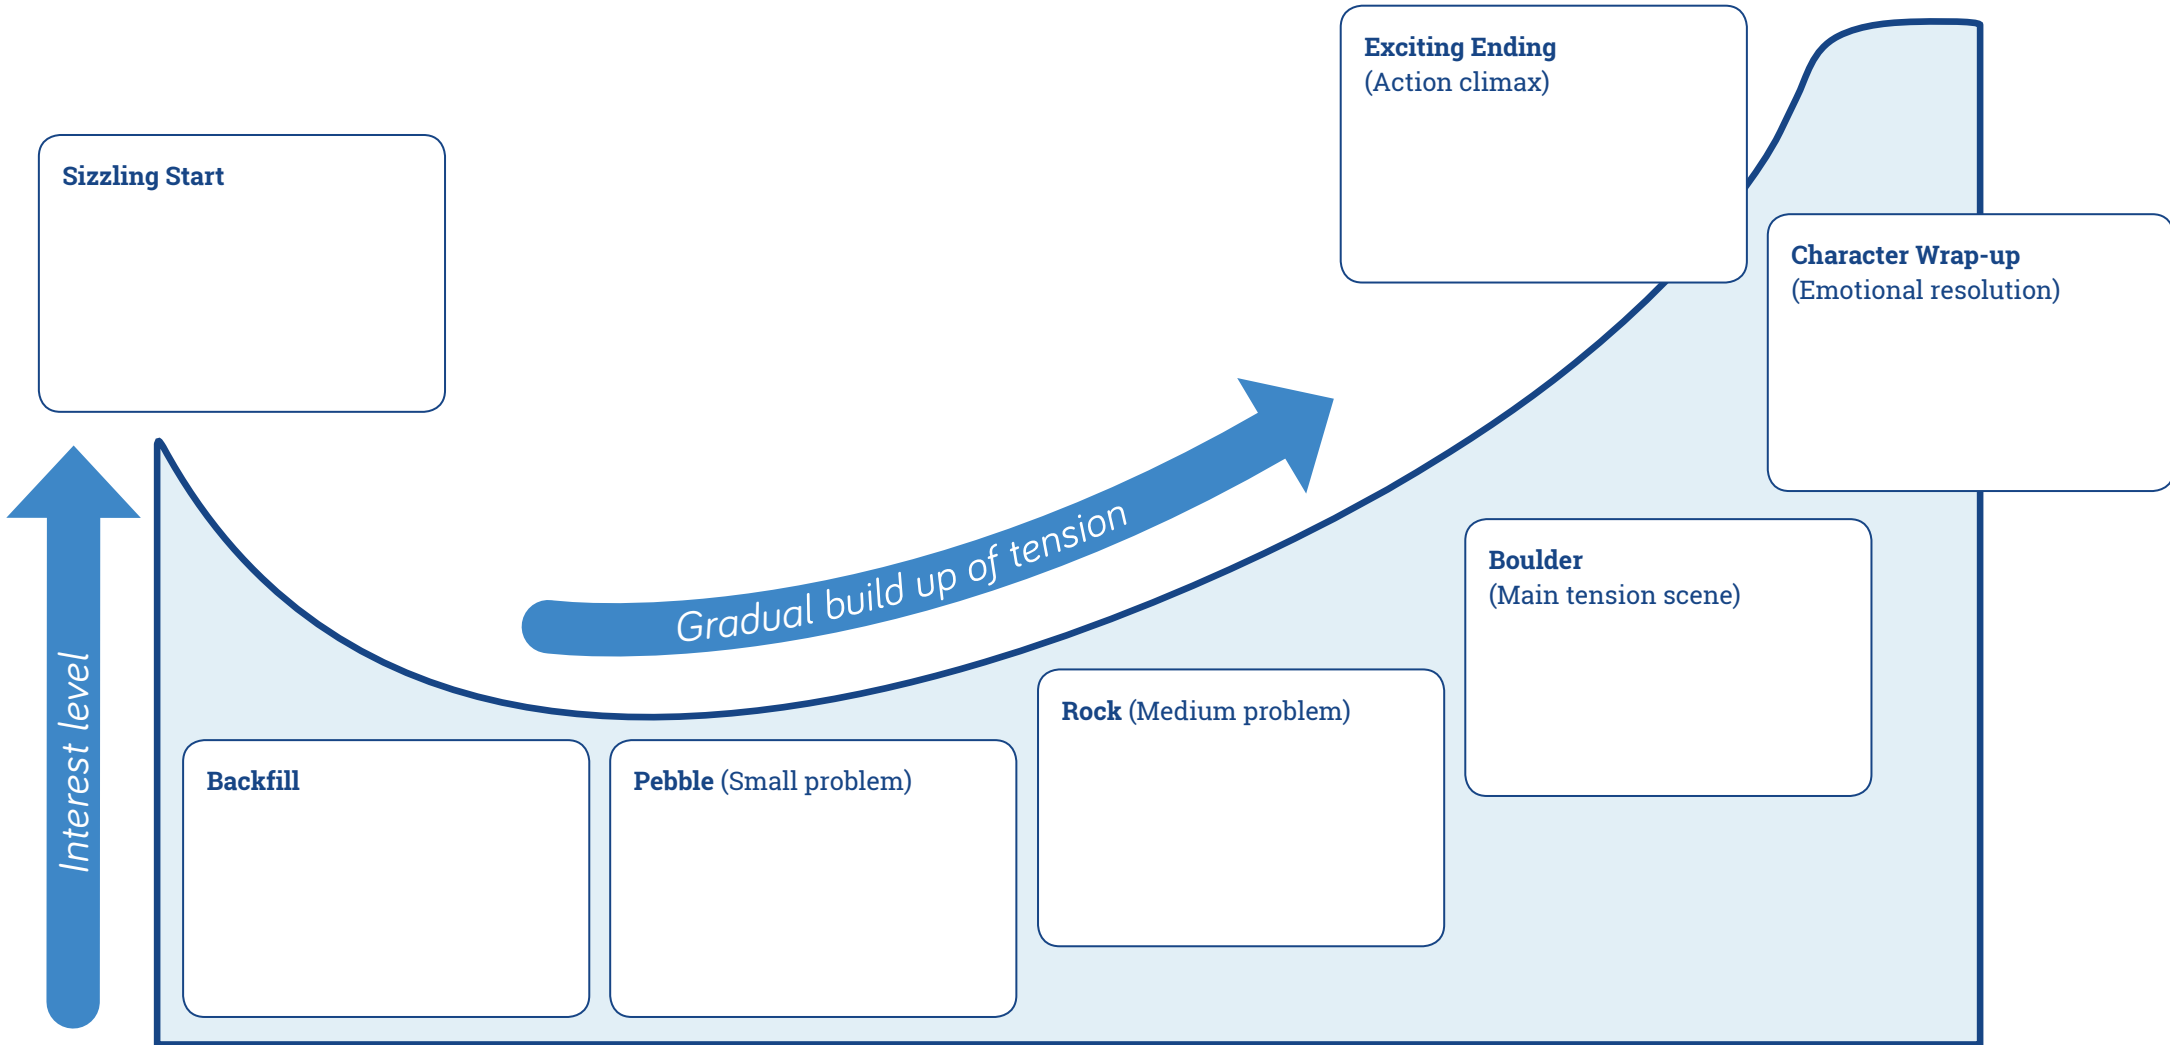 Exciting Ending
(Action climax)
Sizzling Start
Character Wrap-up
(Emotional resolution)
Gradual build up of tension
Boulder
(Main tension scene)
Interest level
Rock (Medium problem)
Backfill
Pebble (Small problem)